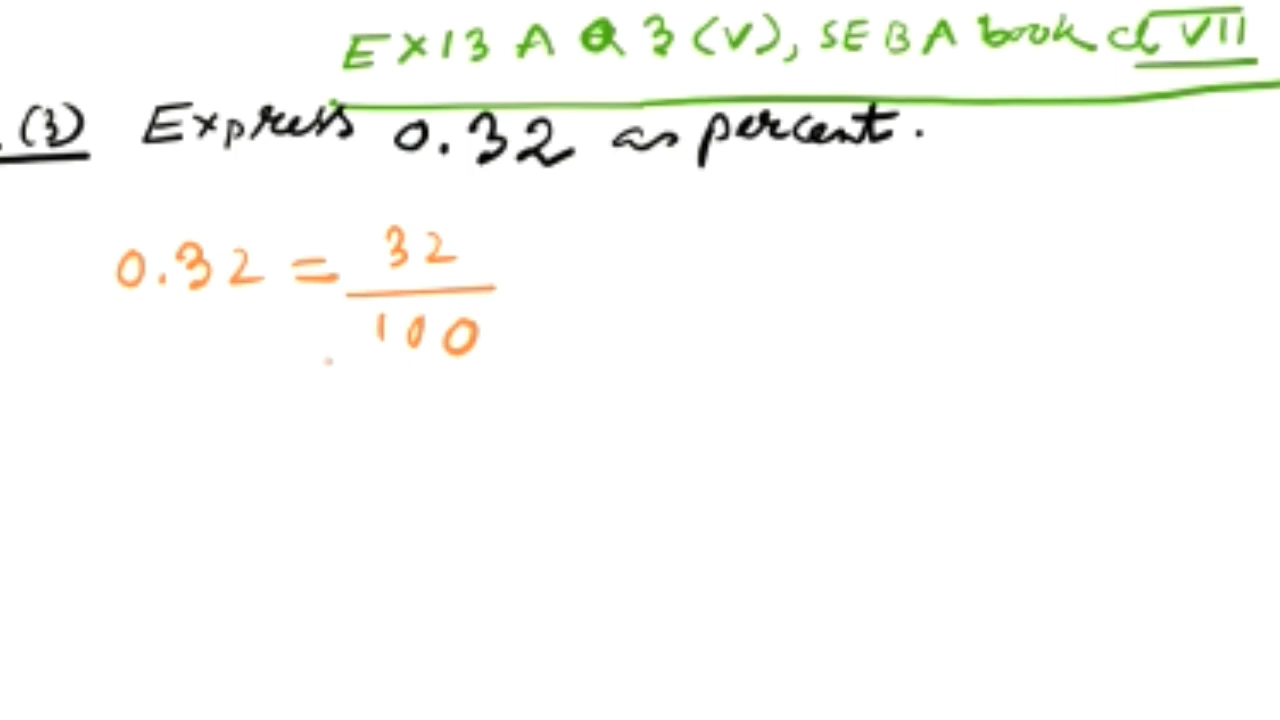 EX13 A Q 3 (V), SEBA book cl VII
(3) Express 0.32 as percent.
0.32 = 32/100